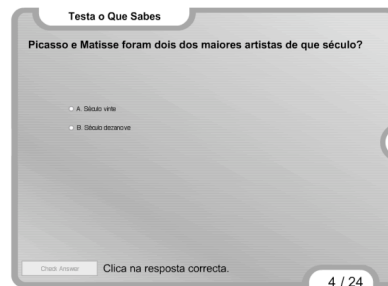 Testa o Que Sabes
Picasso e Matisse foram dois dos maiores artistas de que século?
A. Século vinte
B. Século dezanove
Check Answer
Clica na resposta correcta.
4 / 24